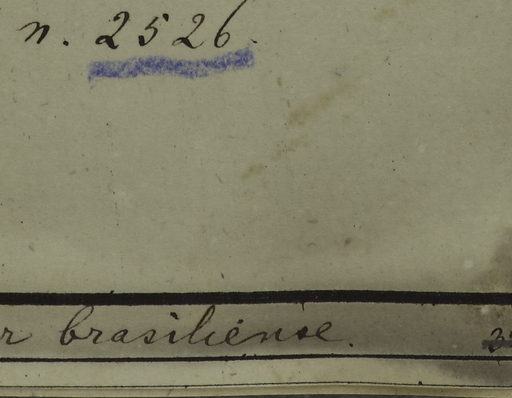 n. 2526.
r brasiliense.